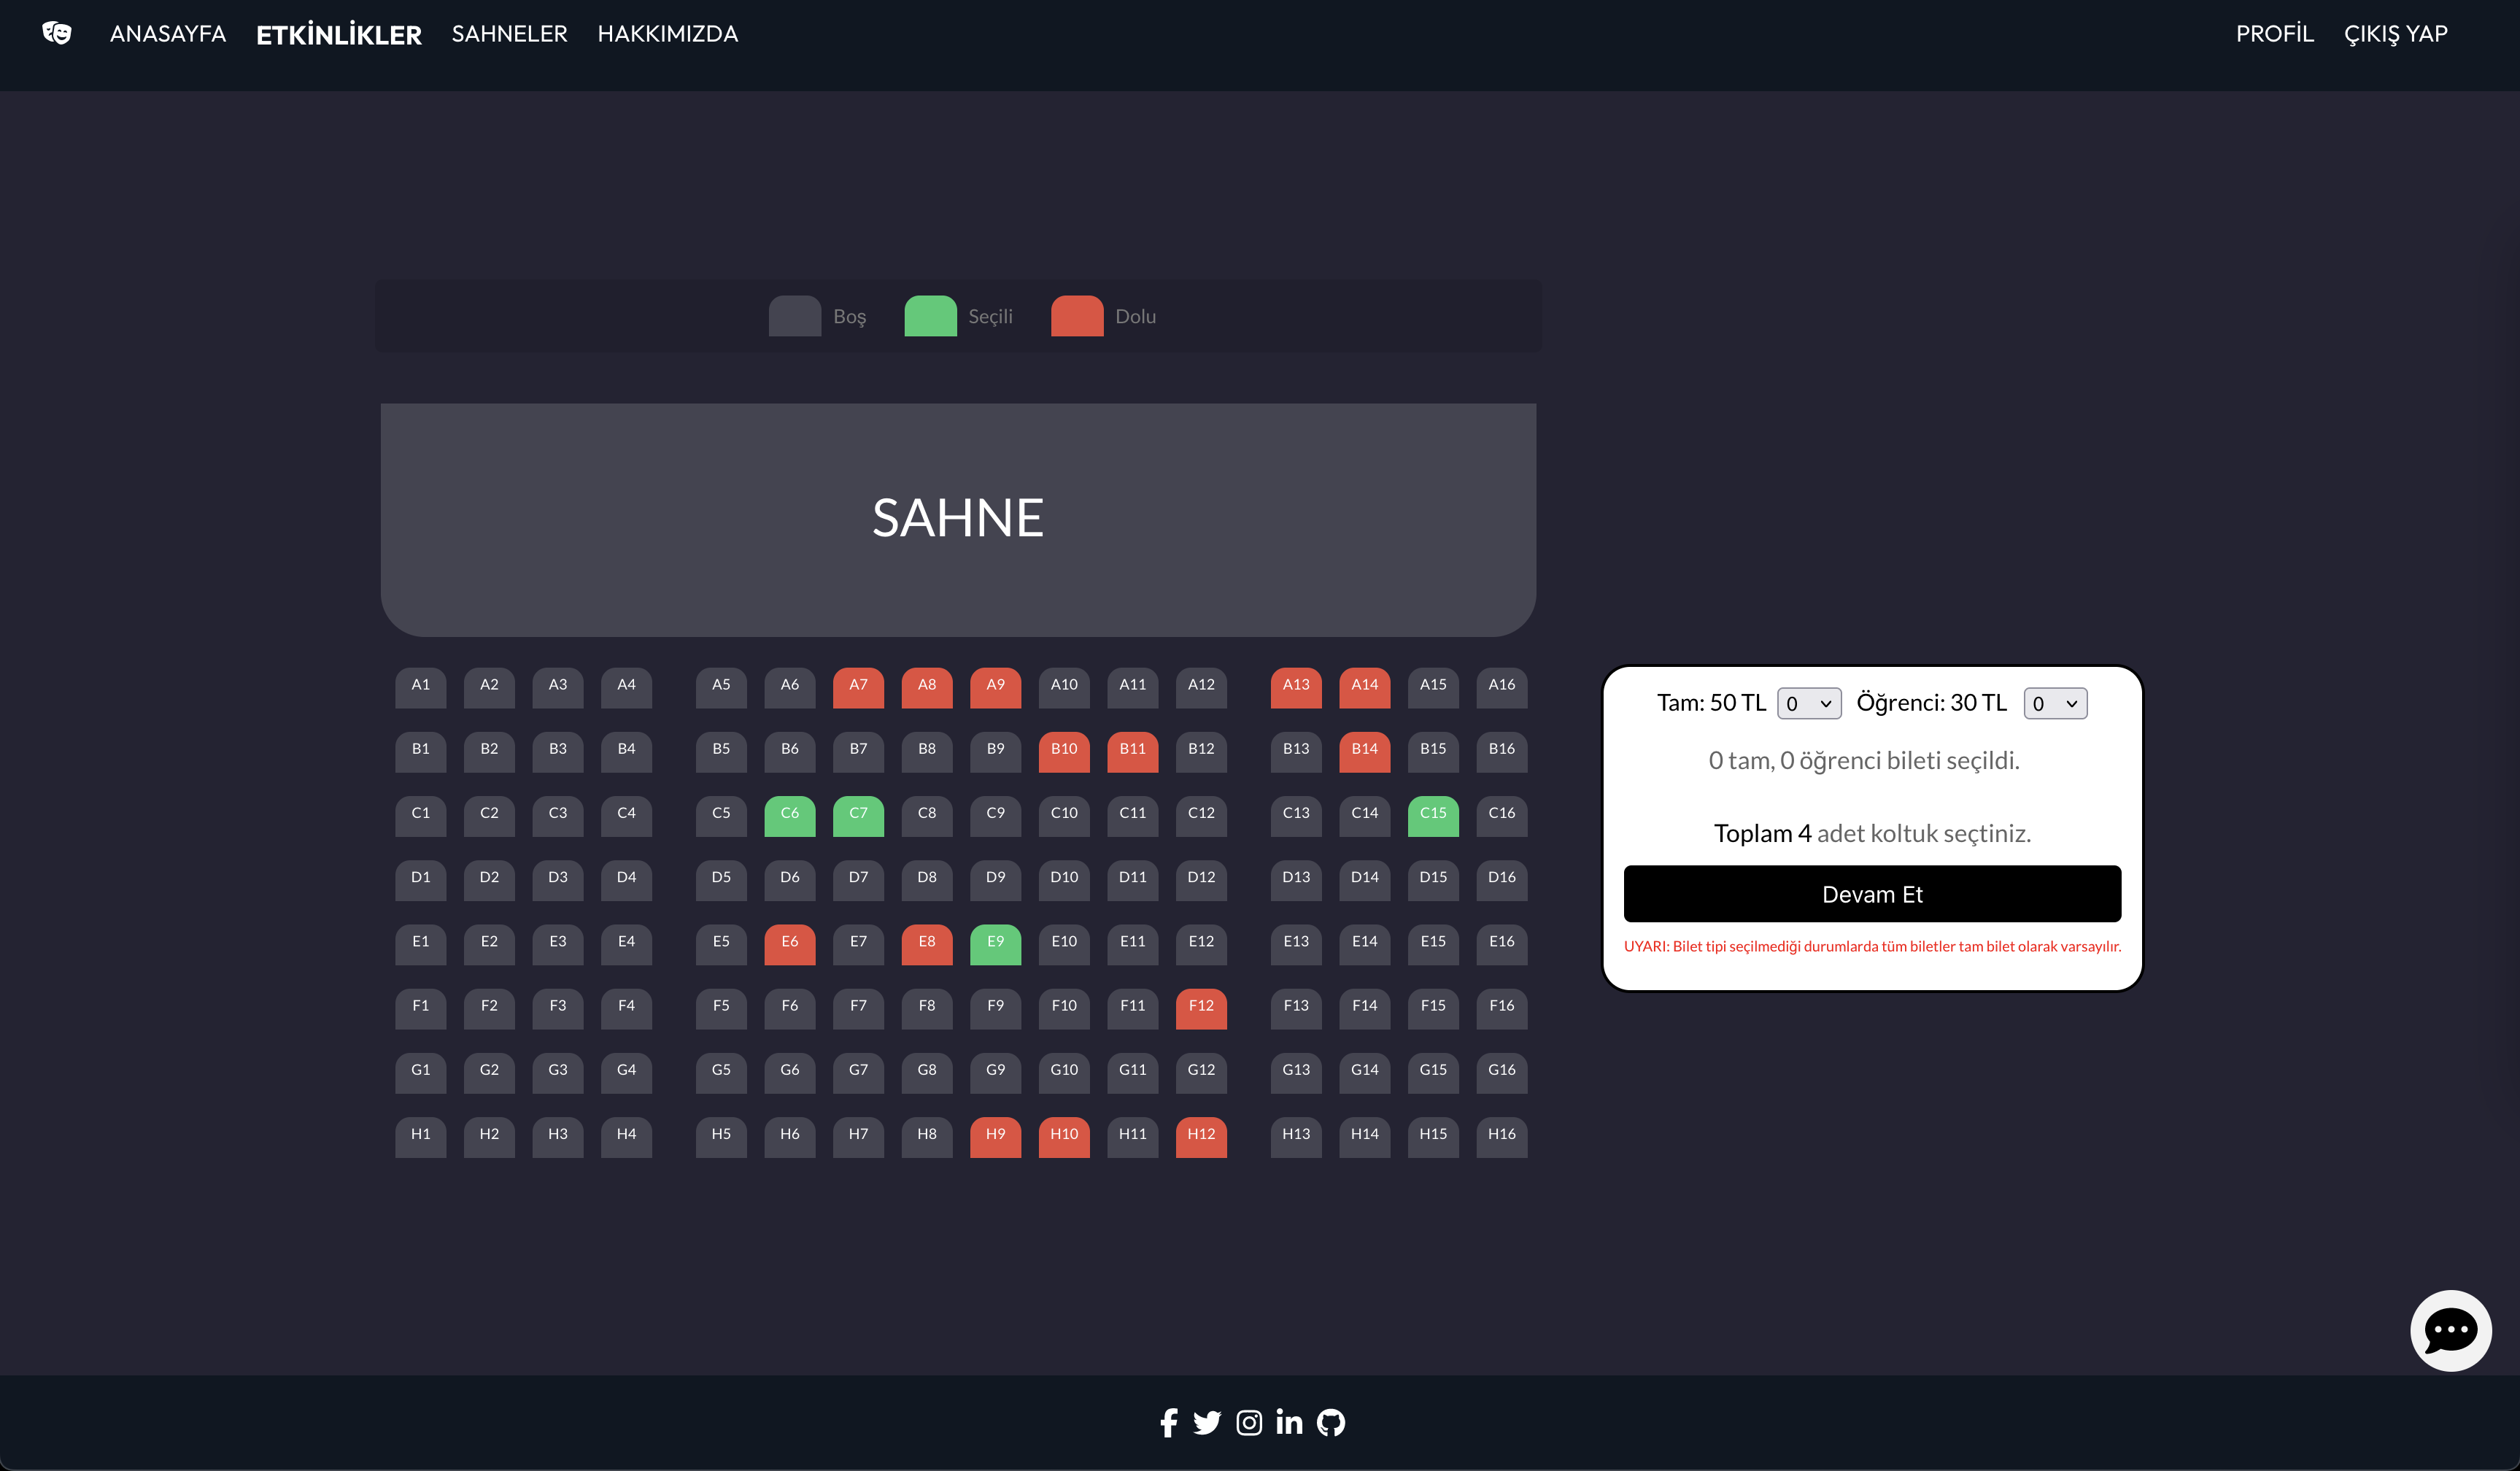 ANASAYFA ETKİNLİKLER SAHNELER HAKKIMIZDA PROFİL ÇIKIŞ YAP
Boş Seçili Dolu
SAHNE
A1 A2 A3 A4 A5 A6 A7 A8 A9 A10 A11 A12 A13 A14 A15 A16
B1 B2 B3 B4 B5 B6 B7 B8 B9 B10 B11 B12 B13 B14 B15 B16
C1 C2 C3 C4 C5 C6 C7 C8 C9 C10 C11 C12 C13 C14 C15 C16
D1 D2 D3 D4 D5 D6 D7 D8 D9 D10 D11 D12 D13 D14 D15 D16
E1 E2 E3 E4 E5 E6 E7 E8 E9 E10 E11 E12 E13 E14 E15 E16
F1 F2 F3 F4 F5 F6 F7 F8 F9 F10 F11 F12 F13 F14 F15 F16
G1 G2 G3 G4 G5 G6 G7 G8 G9 G10 G11 G12 G13 G14 G15 G16
H1 H2 H3 H4 H5 H6 H7 H8 H9 H10 H11 H12 H13 H14 H15 H16
Tam: 50 TL 0 Öğrenci: 30 TL 0
0 tam, 0 öğrenci bileti seçildi.
Toplam 4 adet koltuk seçtiniz.
Devam Et
UYARI: Bilet tipi seçilmediği durumlarda tüm biletler tam bilet olarak varsayılır.